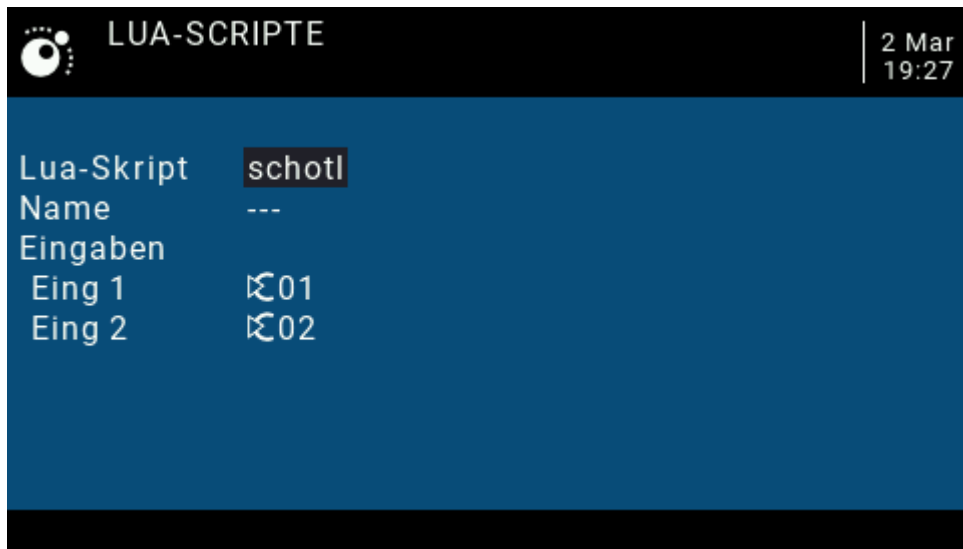 LUA-SCRIPTE
2 Mar
19:27
Lua-Skript schotl
Name ---
Eingaben
Eing 1 01
Eing 2 02